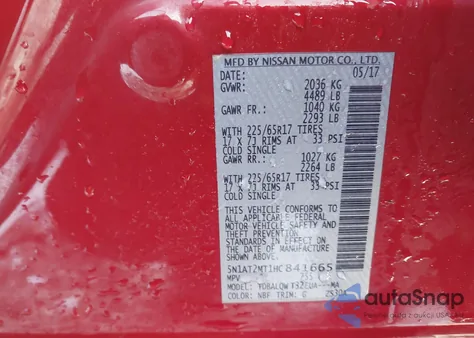 MFD BY NISSAN MOTOR CO., LTD.
DATE: 05/17
GVWR: 2036 KG
4489 LB
GAWR FR.: 1040 KG
2293 LB
WITH 225/65R17 TIRES
17 X 7J RIMS AT 33 PSI
COLD SINGLE
GAWR RR.: 1027 KG
2264 LB
WITH 225/65R17 TIRES
17 X 7J RIMS AT 33 PSI
COLD SINGLE
THIS VEHICLE CONFORMS TO
ALL APPLICABLE FEDERAL
MOTOR VEHICLE SAFETY
STANDARDS IN EFFECT ON THE
DATE OF MANUFACTURE
SHOWN ABOVE.
5N1AT2MT1HC841665
MPV
MODEL:
COLOR: NBF TRIM: G
autoSnap
Powered by ClearVin